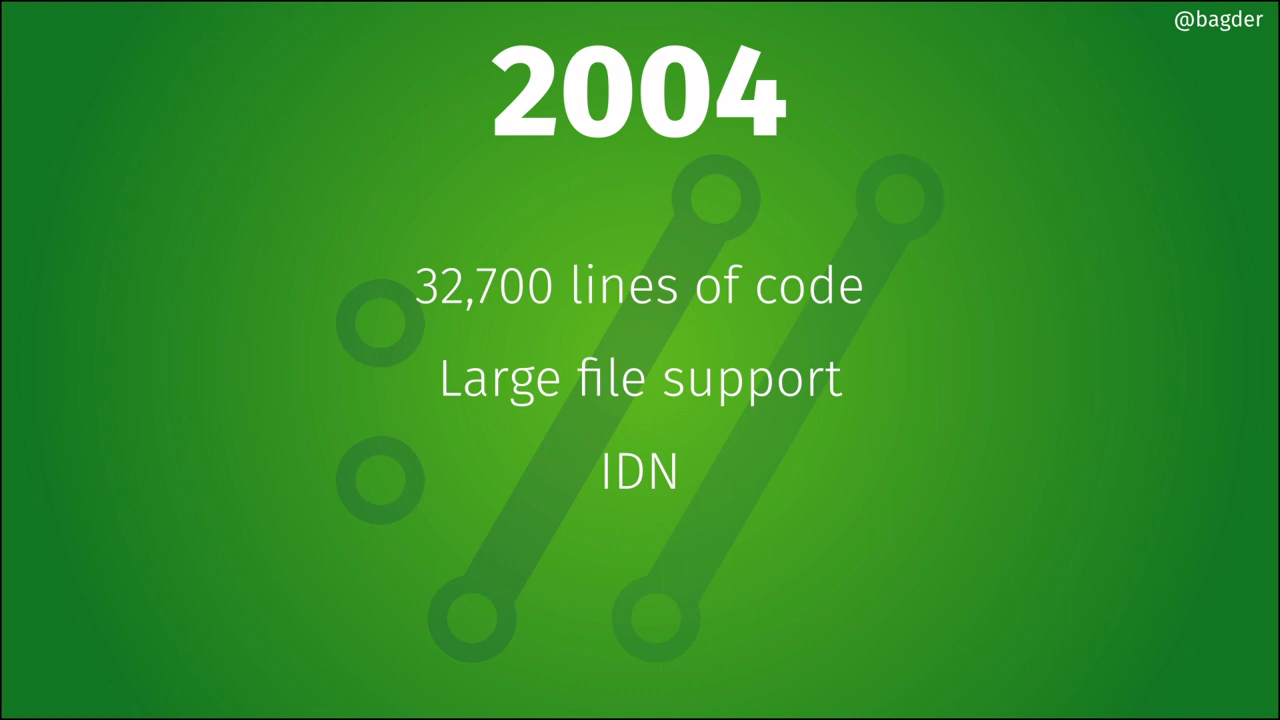 @bagder
2004
32,700 lines of code
Large file support
IDN